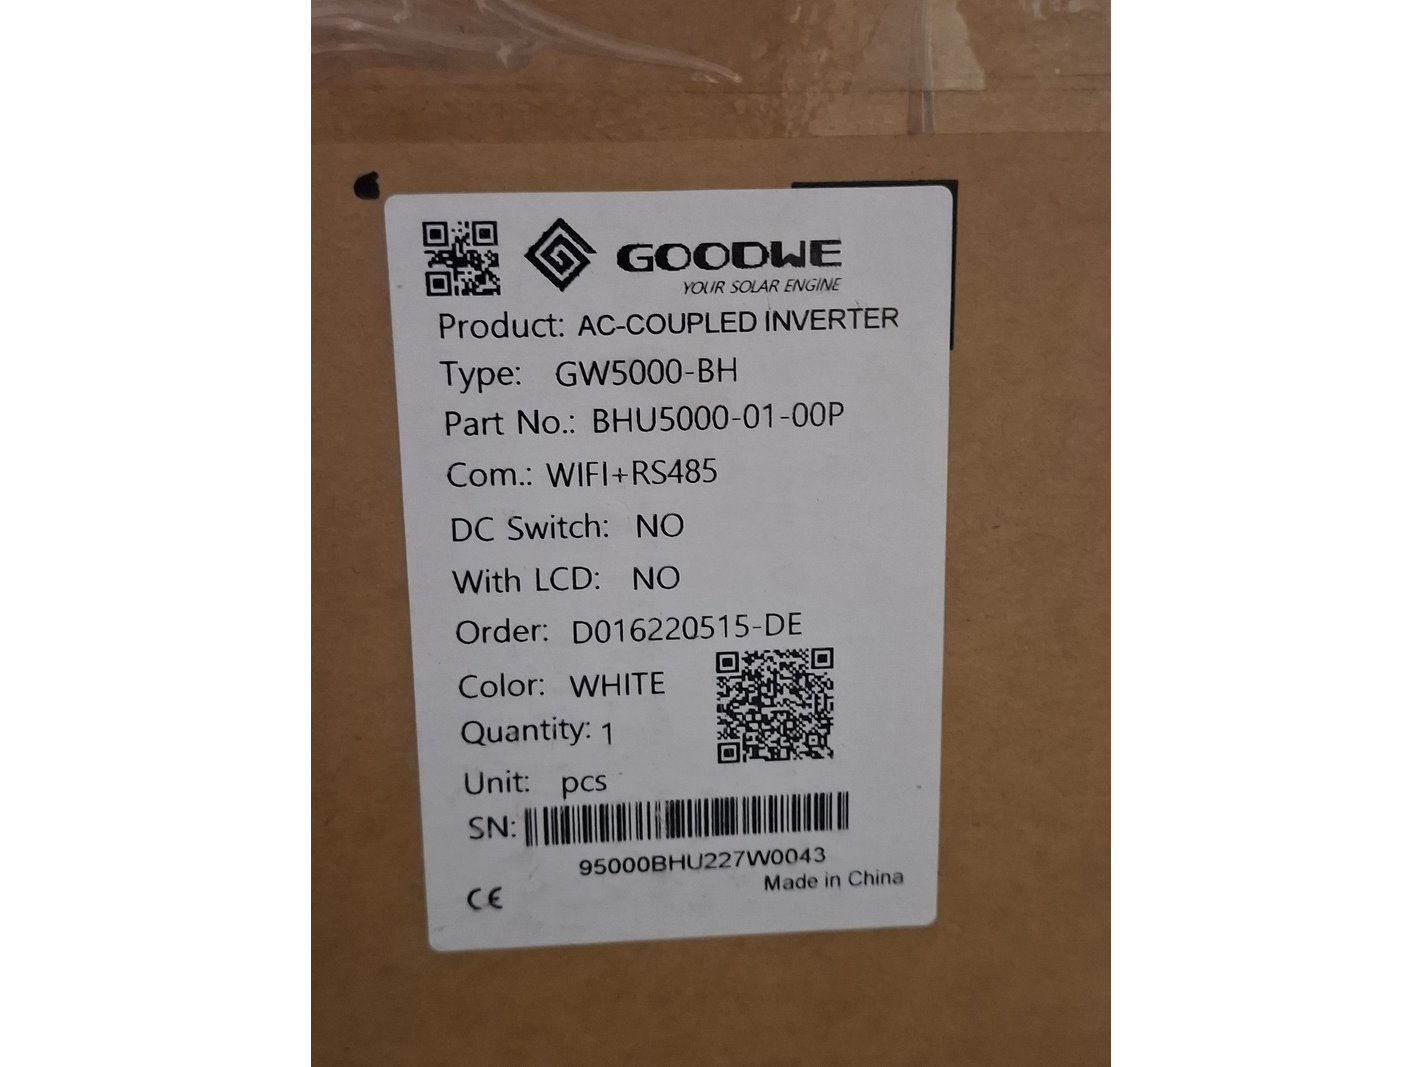 GOODWE
YOUR SOLAR ENGINE
Product: AC-COUPLED INVERTER
Type: GW5000-BH
Part No.: BHU5000-01-00P
Com.: WIFI+RS485
DC Switch: NO
With LCD: NO
Order: D016220515-DE
Color: WHITE
Quantity: 1
Unit: pcs
SN:
95000BHU227W0043
Made in China
CE